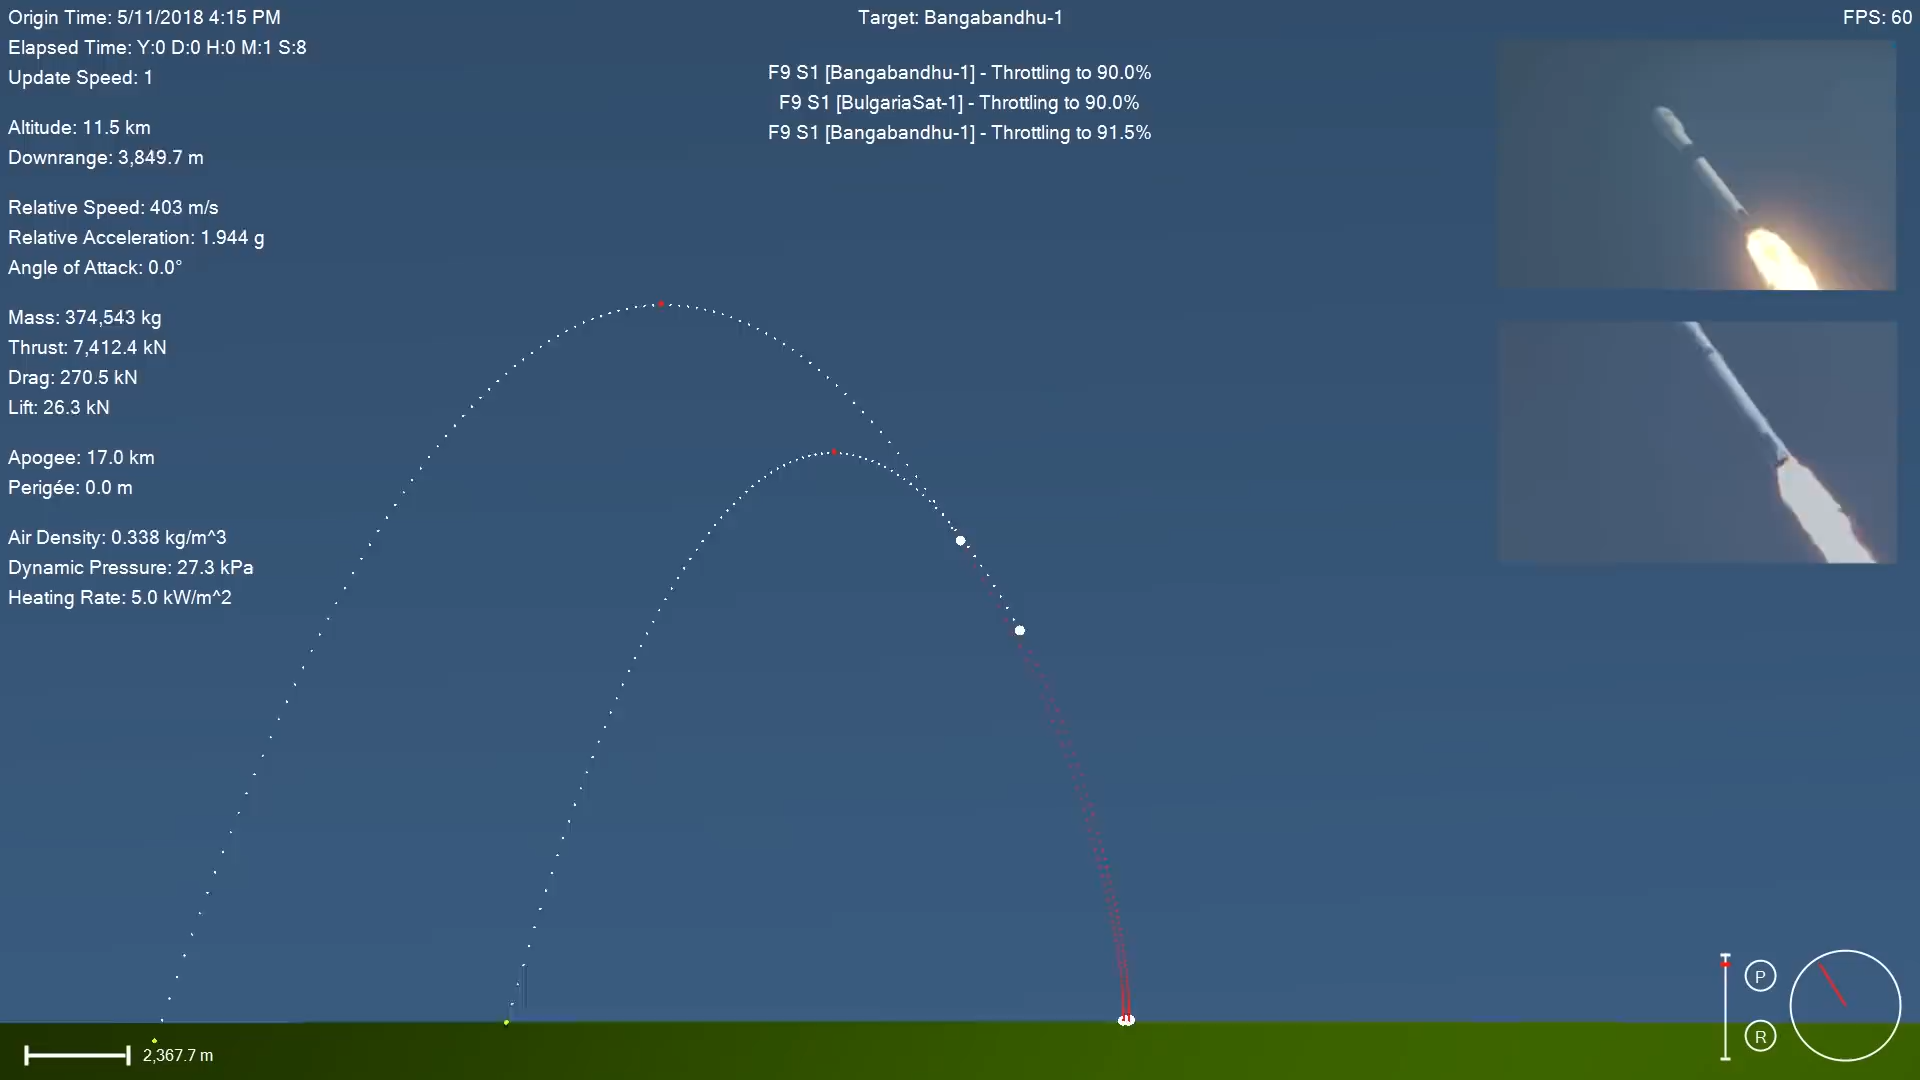 Origin Time: 5/11/2018 4:15 PM
Elapsed Time: Y:0 D:0 H:0 M:1 S:8
Update Speed: 1
Altitude: 11.5 km
Downrange: 3,849.7 m
Relative Speed: 403 m/s
Relative Acceleration: 1.944 g
Angle of Attack: 0.0°
Mass: 374,543 kg
Thrust: 7,412.4 kN
Drag: 270.5 kN
Lift: 26.3 kN
Apogee: 17.0 km
Perigée: 0.0 m
Air Density: 0.338 kg/m^3
Dynamic Pressure: 27.3 kPa
Heating Rate: 5.0 kW/m^2
Target: Bangabandhu-1
F9 S1 [Bangabandhu-1] - Throttling to 90.0%
F9 S1 [BulgariaSat-1] - Throttling to 90.0%
F9 S1 [Bangabandhu-1] - Throttling to 91.5%
FPS: 60
2,367.7 m
P
R